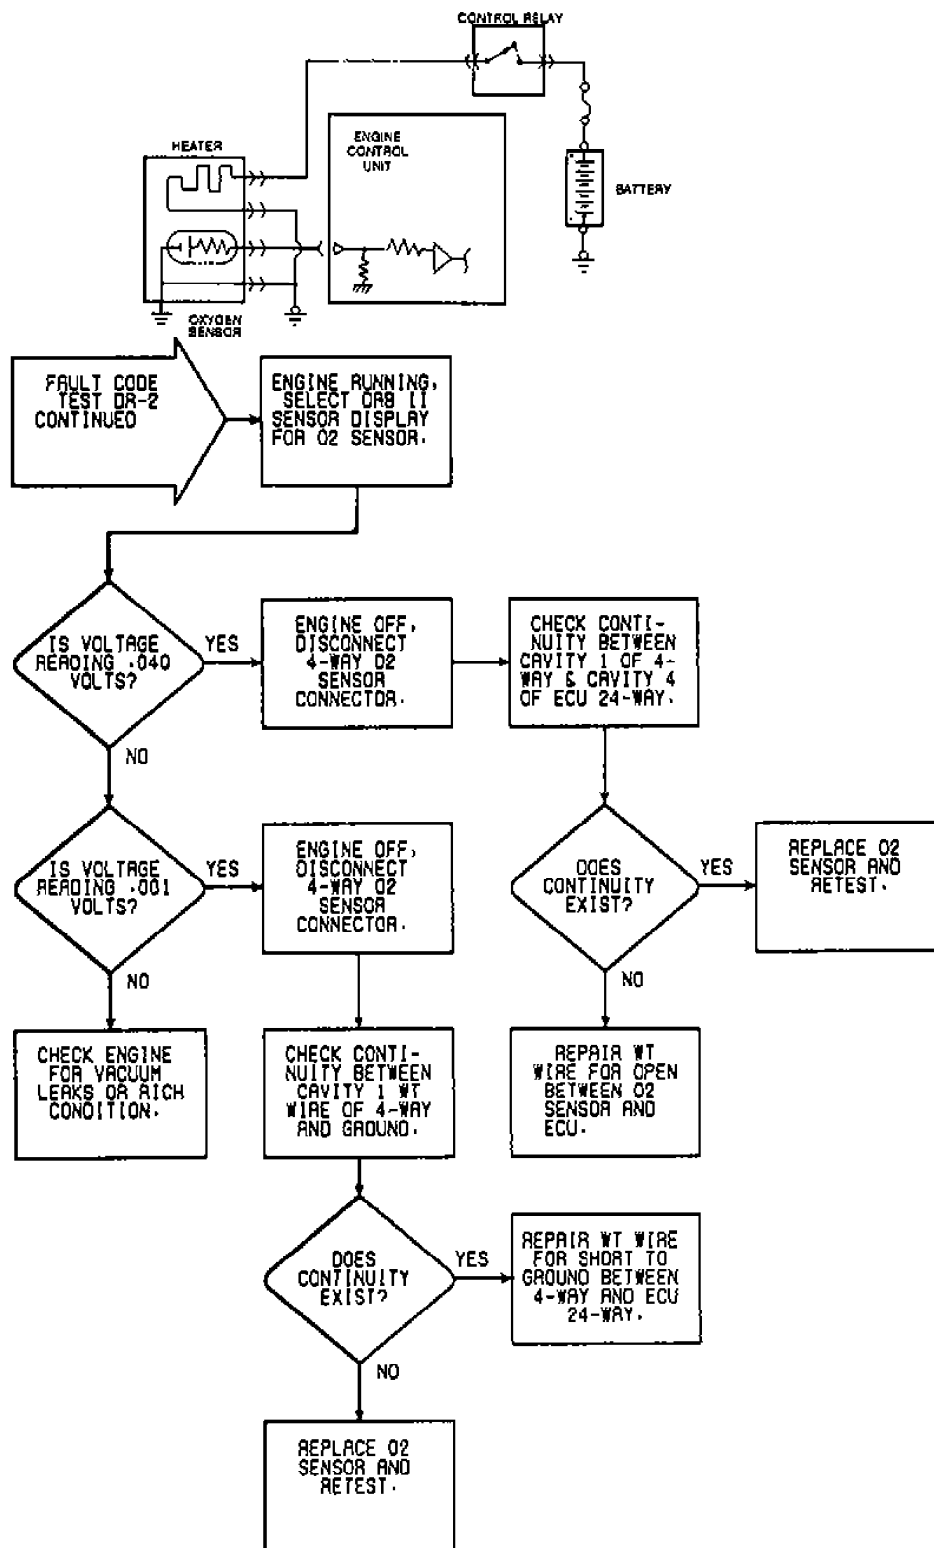 CONTROL RELAY
HEATER
ENGINE
CONTROL
UNIT
BATTERY
OXYGEN
SENSOR
FAULT CODE
TEST DR-2
CONTINUED
ENGINE RUNNING,
SELECT DRB II
SENSOR DISPLAY
FOR O2 SENSOR.
IS VOLTAGE
READING .040
VOLTS?
YES
ENGINE OFF,
DISCONNECT
4-WAY O2
SENSOR
CONNECTOR.
CHECK CONTI-
NUITY BETWEEN
CAVITY 1 OF 4-
WAY & CAVITY 4
OF ECU 24-WAY.
NO
IS VOLTAGE
READING .001
VOLTS?
YES
ENGINE OFF,
DISCONNECT
4-WAY O2
SENSOR
CONNECTOR.
DOES
CONTINUITY
EXIST?
YES
REPLACE O2
SENSOR AND
RETEST.
NO
NO
CHECK ENGINE
FOR VACUUM
LEAKS OR RICH
CONDITION.
CHECK CONTI-
NUITY BETWEEN
CAVITY 1 WT
WIRE OF 4-WAY
AND GROUND.
REPAIR WT
WIRE FOR OPEN
BETWEEN O2
SENSOR AND
ECU.
DOES
CONTINUITY
EXIST?
YES
REPAIR WT WIRE
FOR SHORT TO
GROUND BETWEEN
4-WAY AND ECU
24-WAY.
NO
REPLACE O2
SENSOR AND
RETEST.